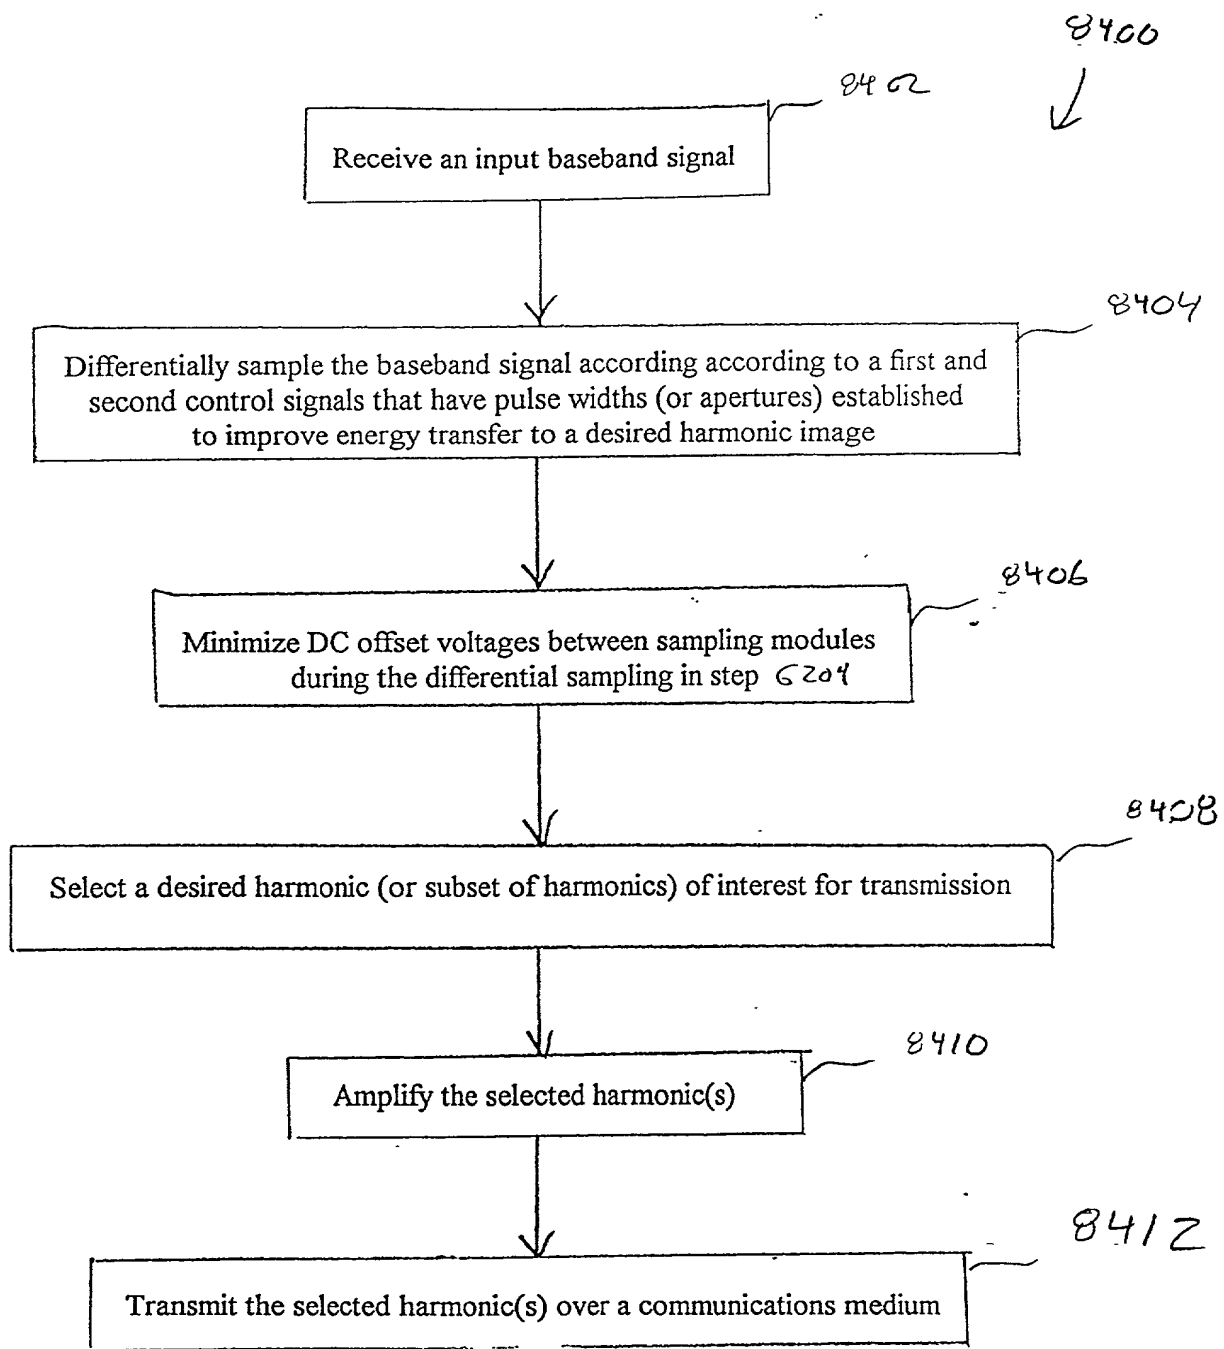 8400
8402
Receive an input baseband signal
8404
Differentially sample the baseband signal according according to a first and
second control signals that have pulse widths (or apertures) established
to improve energy transfer to a desired harmonic image
8406
Minimize DC offset voltages between sampling modules
during the differential sampling in step 6204
8408
Select a desired harmonic (or subset of harmonics) of interest for transmission
8410
Amplify the selected harmonic(s)
8412
Transmit the selected harmonic(s) over a communications medium